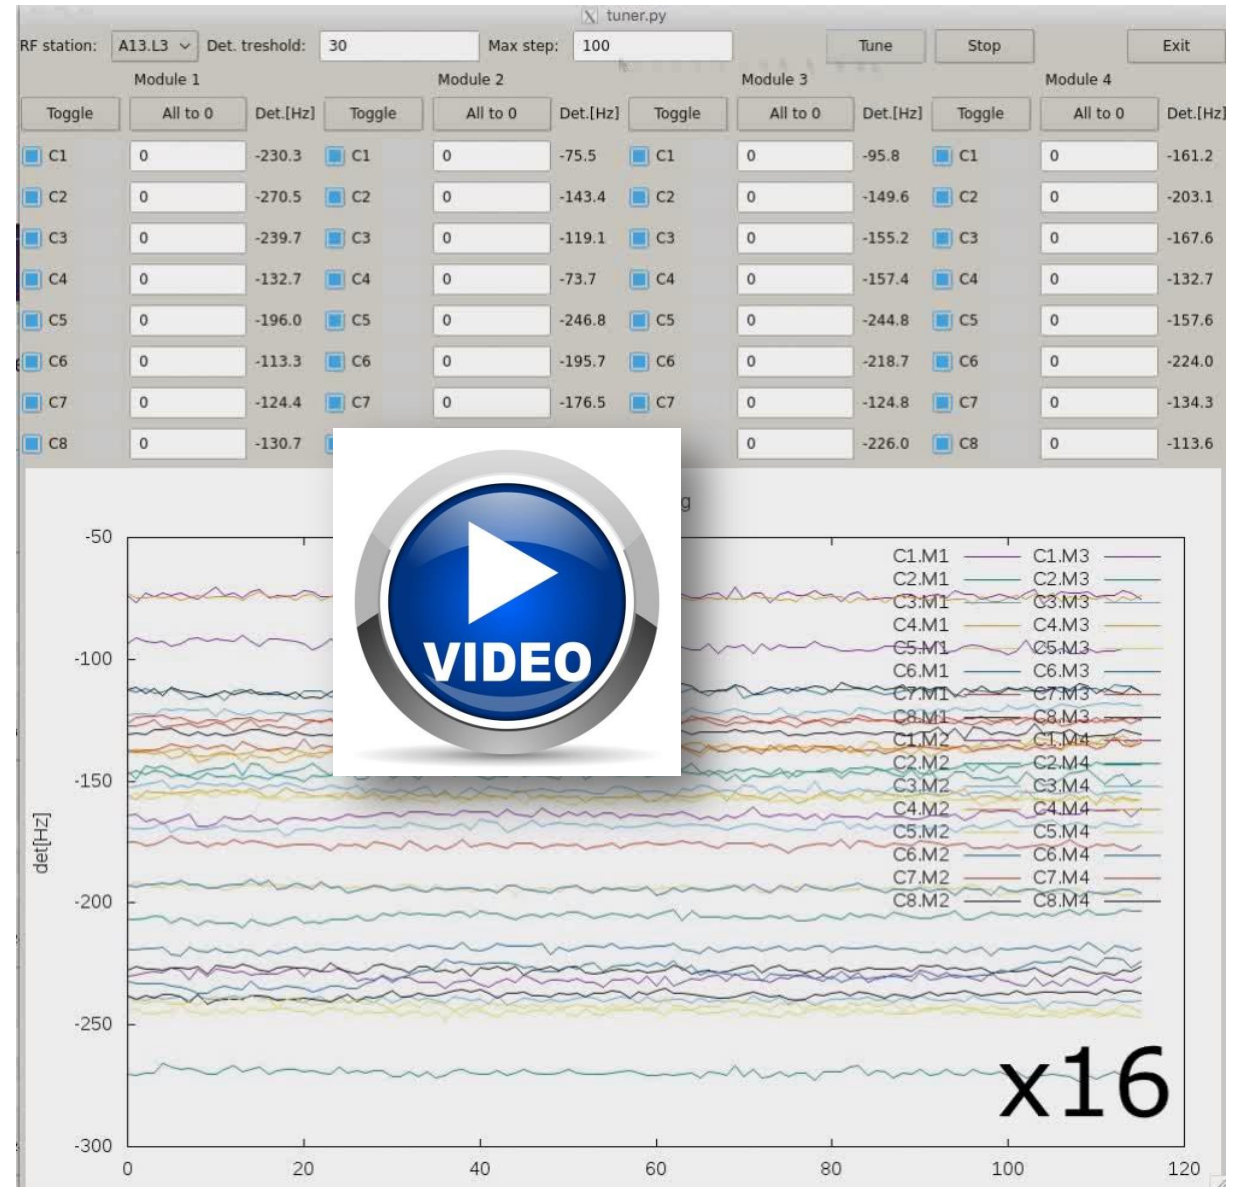 tuner.py
RF station: A13.L3 Det. treshold: 30 Max step: 100 Tune Stop Exit
Module 1 Module 2 Module 3 Module 4
Toggle All to 0 Det.[Hz] Toggle All to 0 Det.[Hz] Toggle All to 0 Det.[Hz] Toggle All to 0 Det.[Hz]
C1 0 -230.3 C1 0 -75.5 C1 0 -95.8 C1 0 -161.2
C2 0 -270.5 C2 0 -143.4 C2 0 -149.6 C2 0 -203.1
C3 0 -239.7 C3 0 -119.1 C3 0 -155.2 C3 0 -167.6
C4 0 -132.7 C4 0 -73.7 C4 0 -157.4 C4 0 -132.7
C5 0 -196.0 C5 0 -246.8 C5 0 -244.8 C5 0 -157.6
C6 0 -113.3 C6 0 -195.7 C6 0 -218.7 C6 0 -224.0
C7 0 -124.4 C7 0 -176.5 C7 0 -124.8 C7 0 -134.3
C8 0 -130.7 0 -226.0 C8 0 -113.6
VIDEO
-50
-100
-150
-200
-250
-300
det[Hz]
C1.M1 C1.M3
C2.M1 C2.M3
C3.M1 C3.M3
C4.M1 C4.M3
C5.M1 C5.M3
C6.M1 C6.M3
C7.M1 C7.M3
C8.M1 C8.M3
C1.M2 C1.M4
C2.M2 C2.M4
C3.M2 C3.M4
C4.M2 C4.M4
C5.M2 C5.M4
C6.M2 C6.M4
C7.M2 C7.M4
C8.M2 C8.M4
x16
0 20 40 60 80 100 120